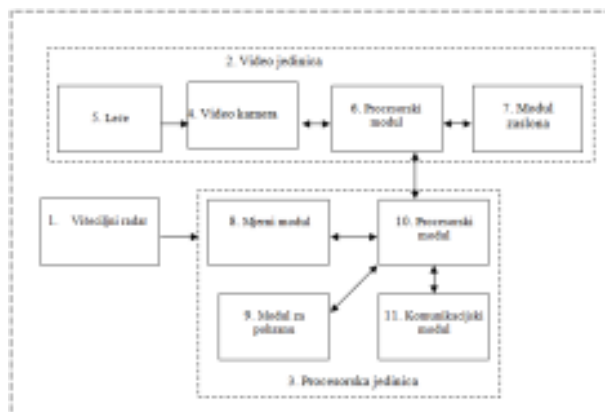 2. Video jedinica
5. Leće
4. Video kamera
6. Procesorski
modul
7. Modul
zaslona
1. Višeciljni radar
8. Mjerni modul
10. Procesorski
modul
9. Modul za
pohranu
11. Komunikacijski
modul
3. Procesorska jedinica